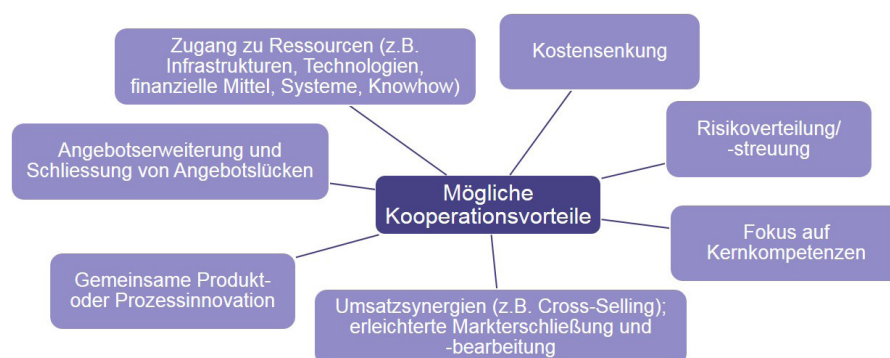 Zugang zu Ressourcen (z.B.
Infrastrukturen, Technologien,
finanzielle Mittel, Systeme, Knowhow)
Kostensenkung
Risikoverteilung/
-streuung
Angebotserweiterung und
Schliessung von Angebotslücken
Mögliche
Kooperationsvorteile
Fokus auf
Kernkompetenzen
Gemeinsame Produkt-
oder Prozessinnovation
Umsatzsynergien (z.B. Cross-Selling);
erleichterte Markterschließung und
-bearbeitung